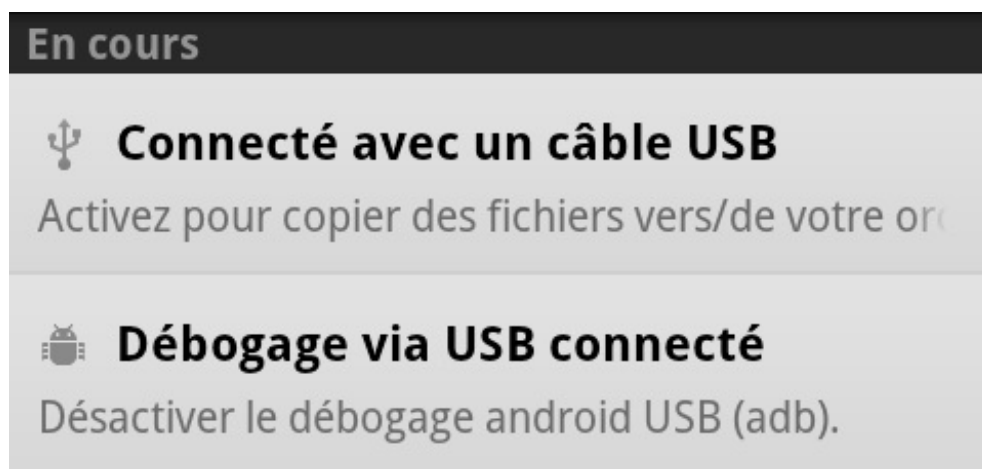 En cours
Connecté avec un câble USB
Activez pour copier des fichiers vers/de votre
Débogage via USB connecté
Désactiver le débogage android USB (adb).